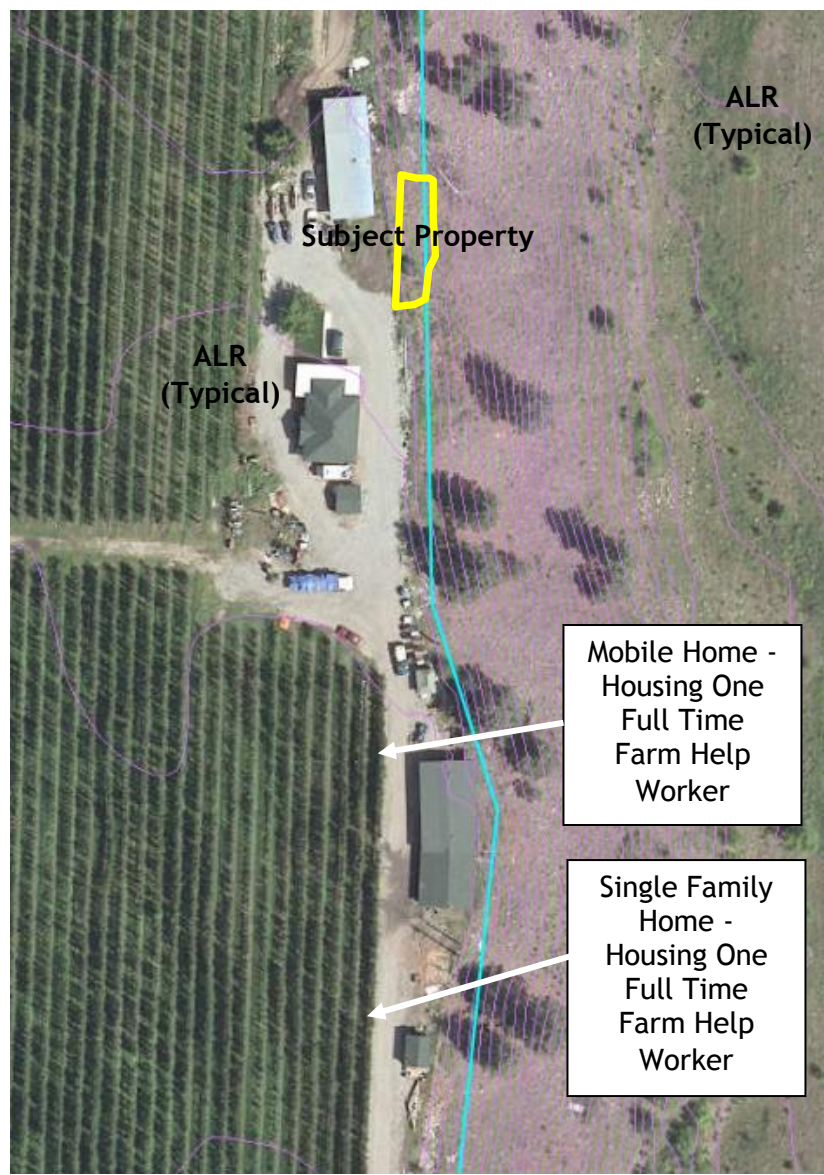 ALR
(Typical)
Subject Property
ALR
(Typical)
Mobile Home -
Housing One
Full Time
Farm Help
Worker
Single Family
Home -
Housing One
Full Time
Farm Help
Worker